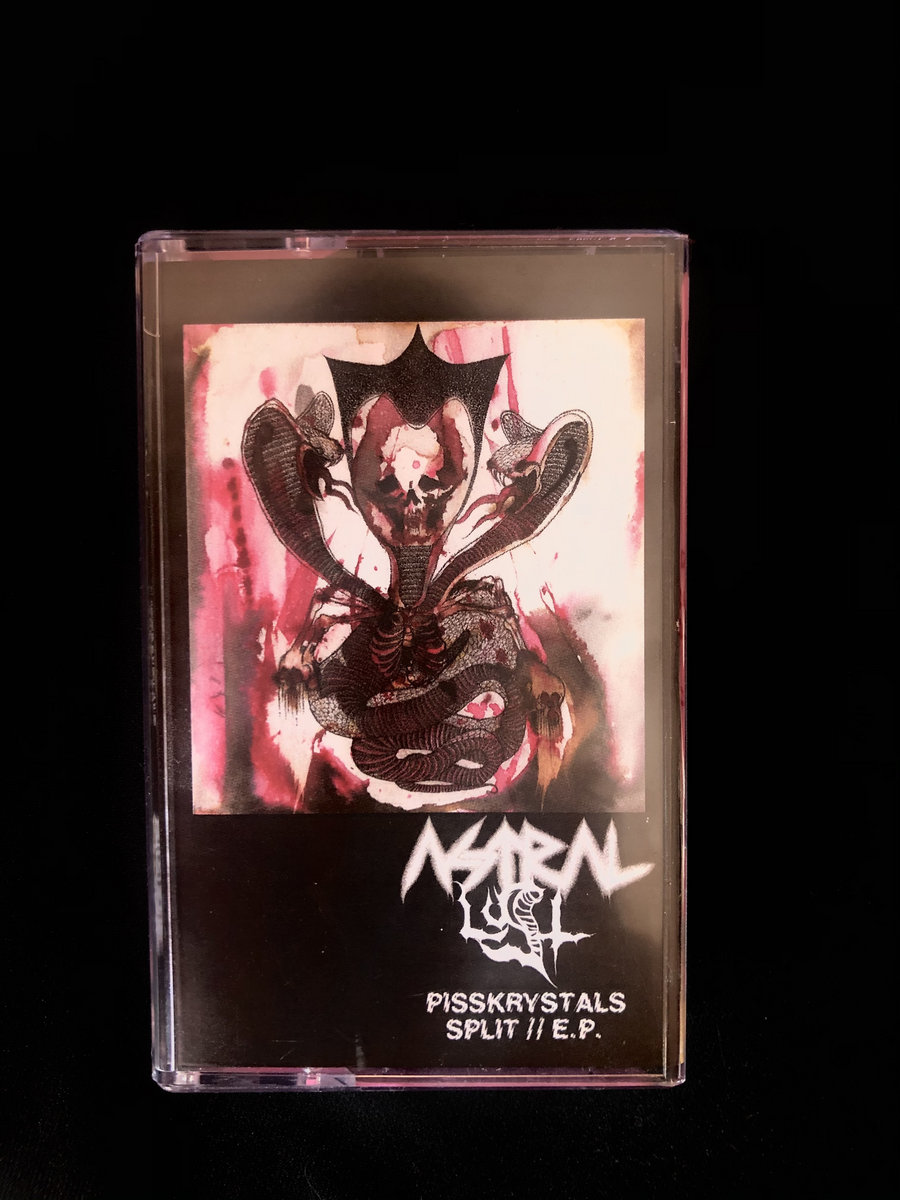 ASTRAL
LUST
PISSKRYSTALS
SPLIT // E.P.